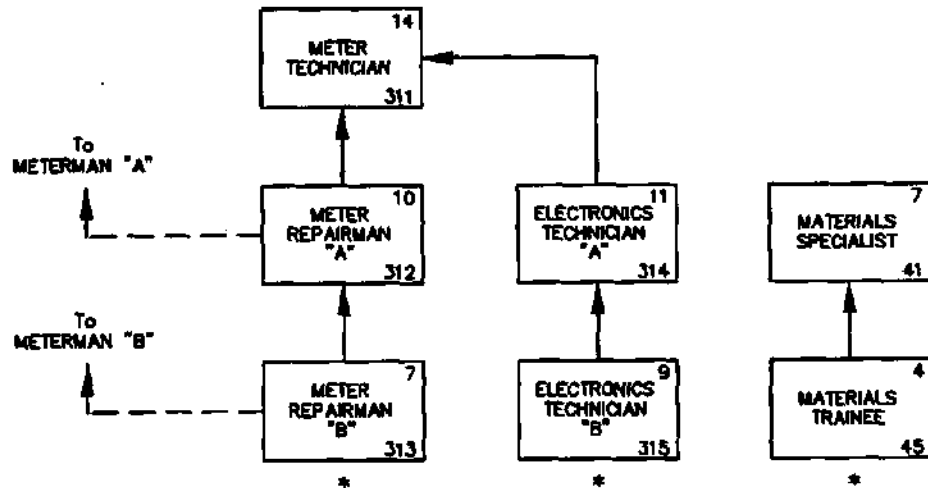 14
METER
TECHNICIAN
311
To
METERMAN "A"
10
METER
REPAIRMAN
"A"
312
11
ELECTRONICS
TECHNICIAN
"A"
314
7
MATERIALS
SPECIALIST
41
To
METERMAN "B"
7
METER
REPAIRMAN
"B"
313
*
9
ELECTRONICS
TECHNICIAN
"B"
315
*
4
MATERIALS
TRAINEE
45
*